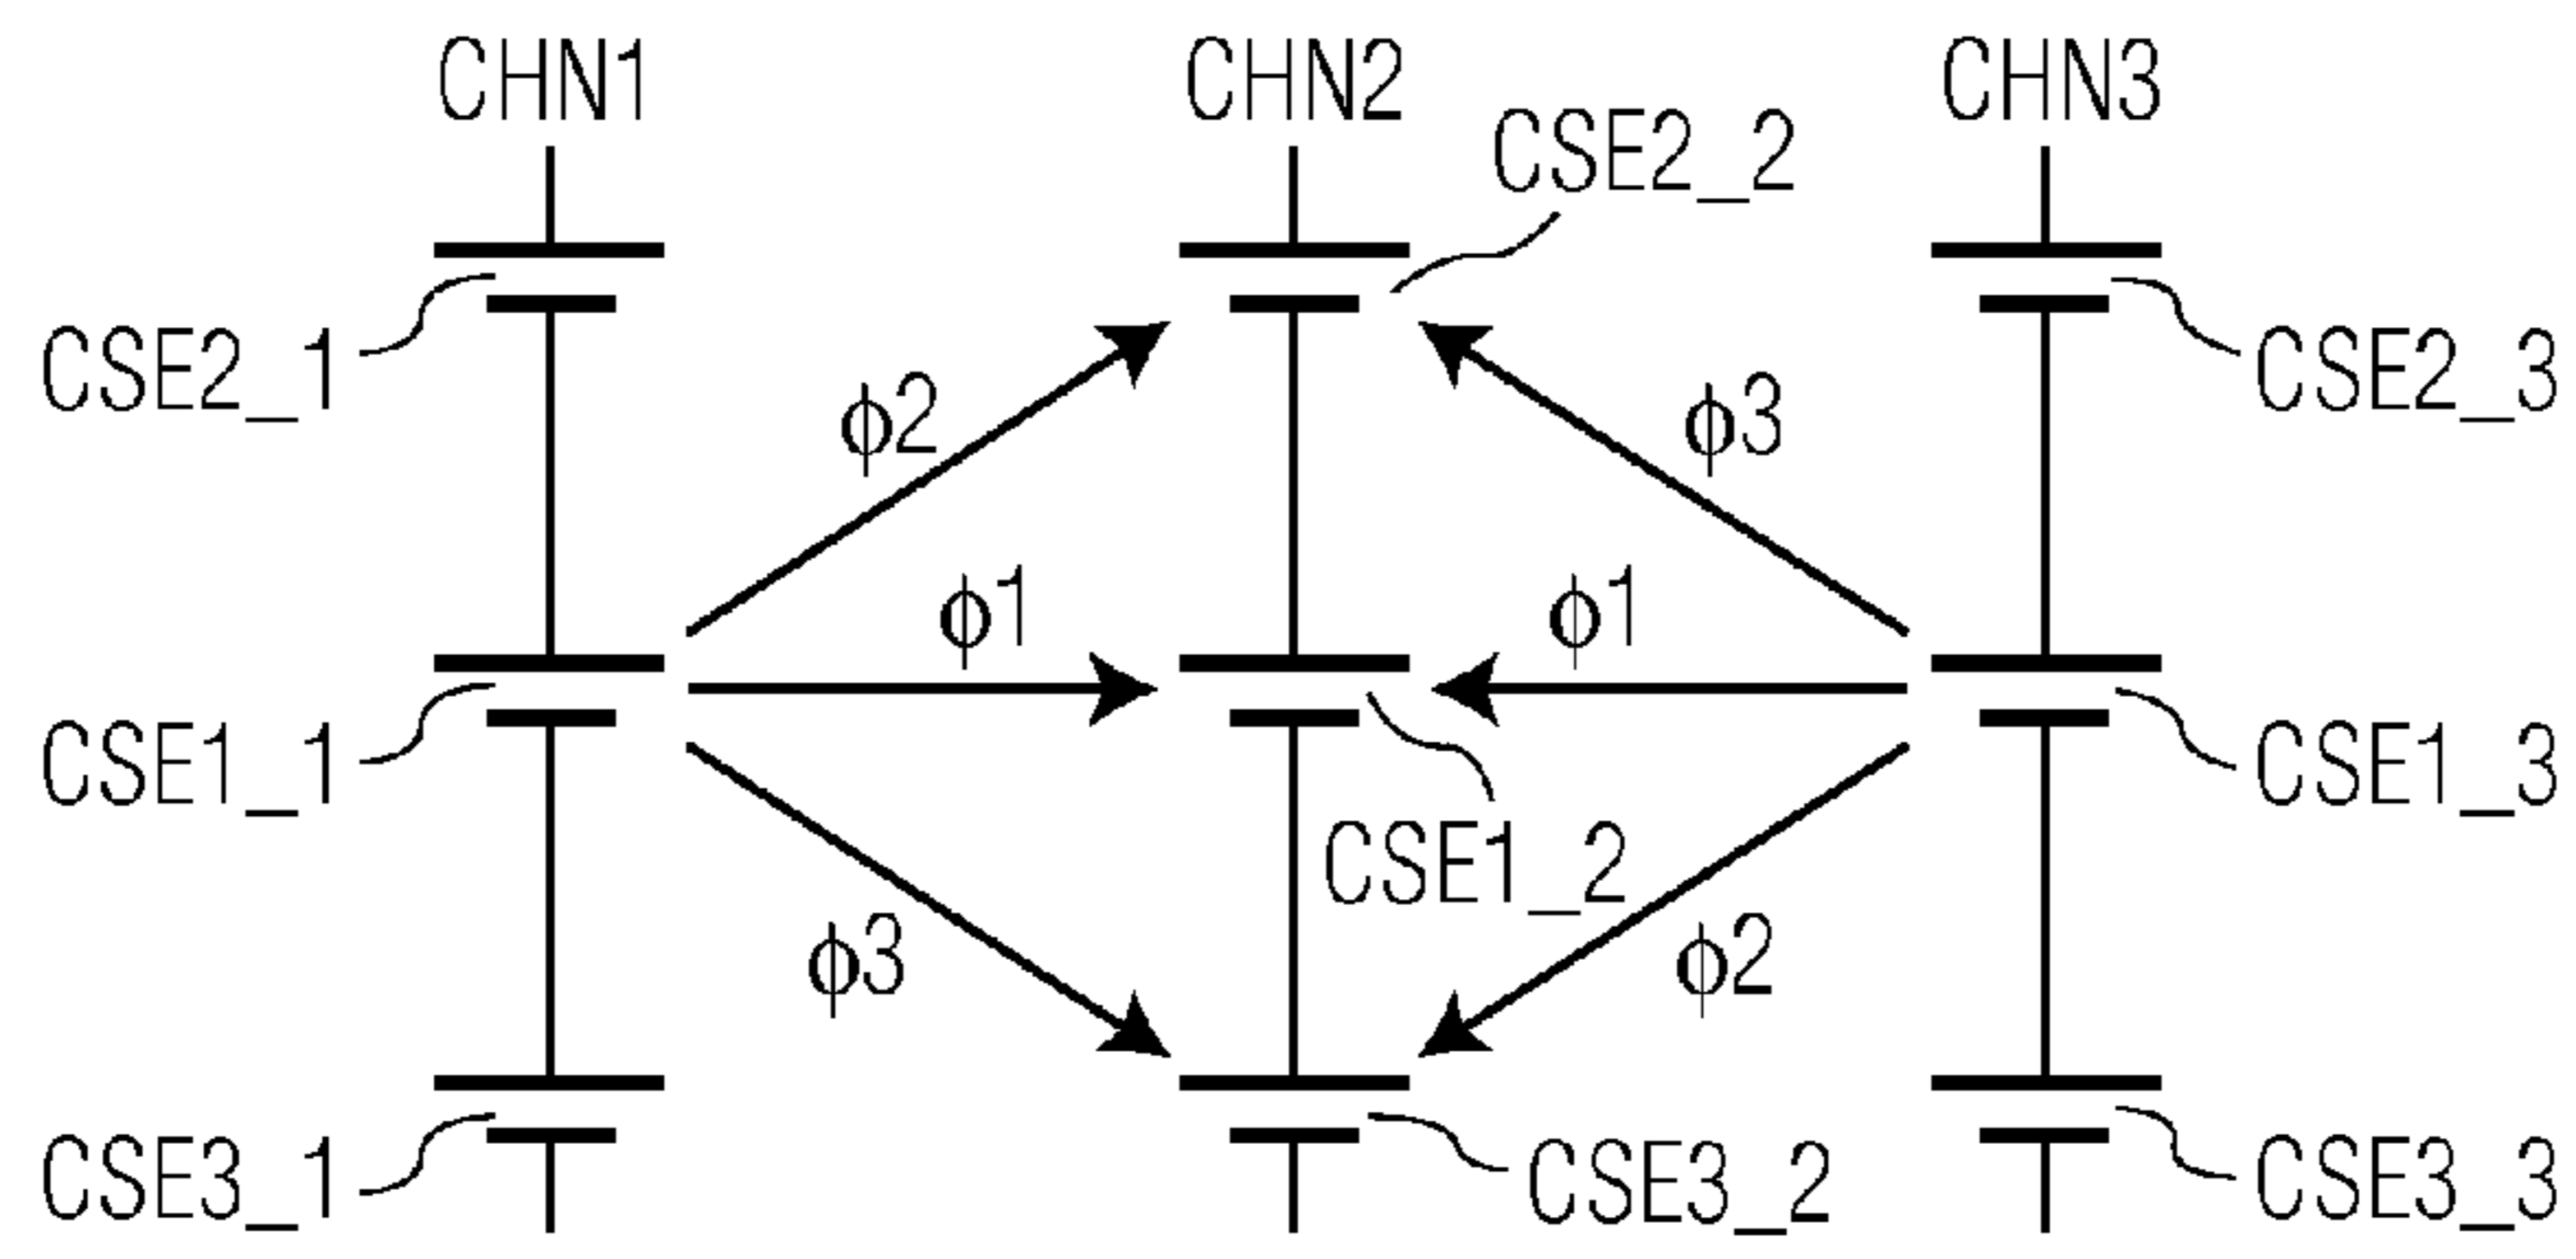 CHN1 CHN2 CHN3
CSE2_2
CSE2_1 CSE2_3
ϕ2 ϕ3
ϕ1 ϕ1
CSE1_1 CSE1_3
CSE1_2
ϕ3 ϕ2
CSE3_1 CSE3_2 CSE3_3